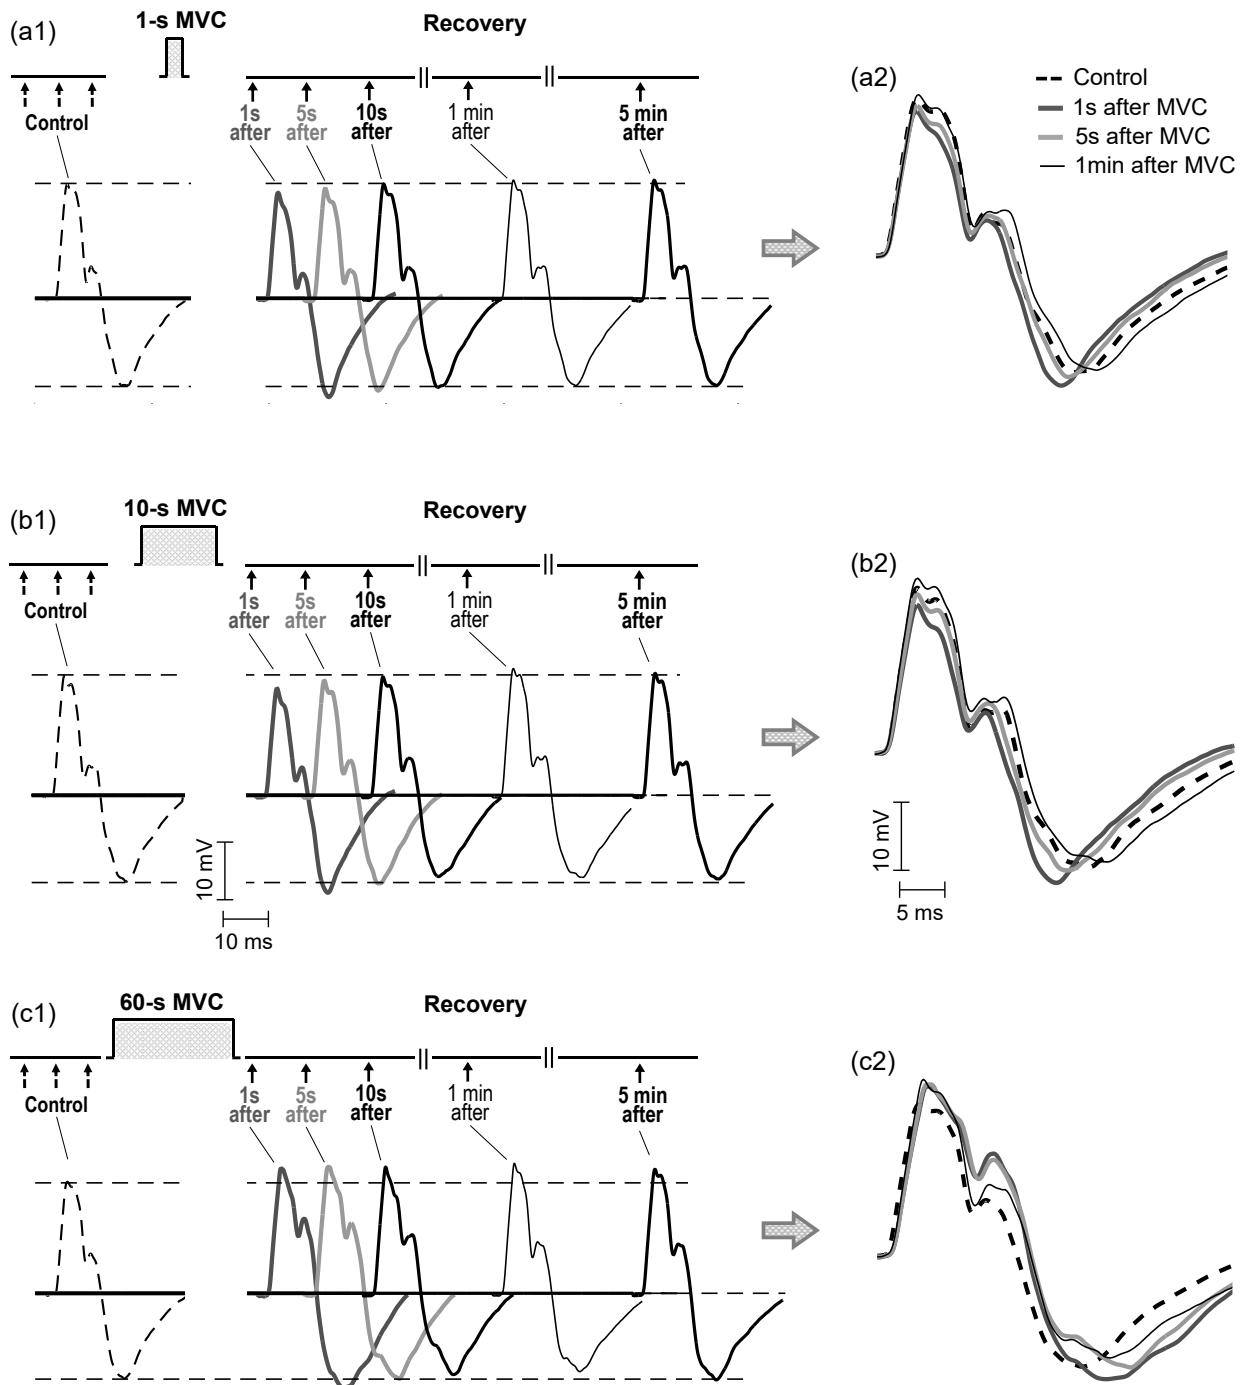 (a1)
1-s MVC
Recovery
Control
1s after
5s after
10s after
1 min after
5 min after
(a2)
Control
1s after MVC
5s after MVC
1min after MVC
(b1)
10-s MVC
Recovery
Control
1s after
5s after
10s after
1 min after
5 min after
10 mV
10 ms
(b2)
10 mV
5 ms
(c1)
60-s MVC
Recovery
Control
1s after
5s after
10s after
1 min after
5 min after
(c2)